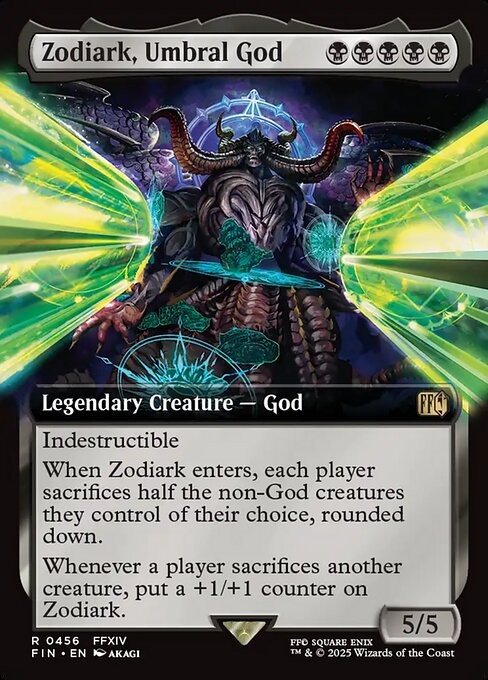 Zodiark, Umbral God
Legendary Creature — God
FF
Indestructible
When Zodiark enters, each player
sacrifices half the non-God creatures
they control of their choice, rounded
down.
Whenever a player sacrifices another
creature, put a +1/+1 counter on
Zodiark.
5/5
R 0456 FFXIV
FIN • EN AKAGI
FF© SQUARE ENIX
™ & © 2025 Wizards of the Coast